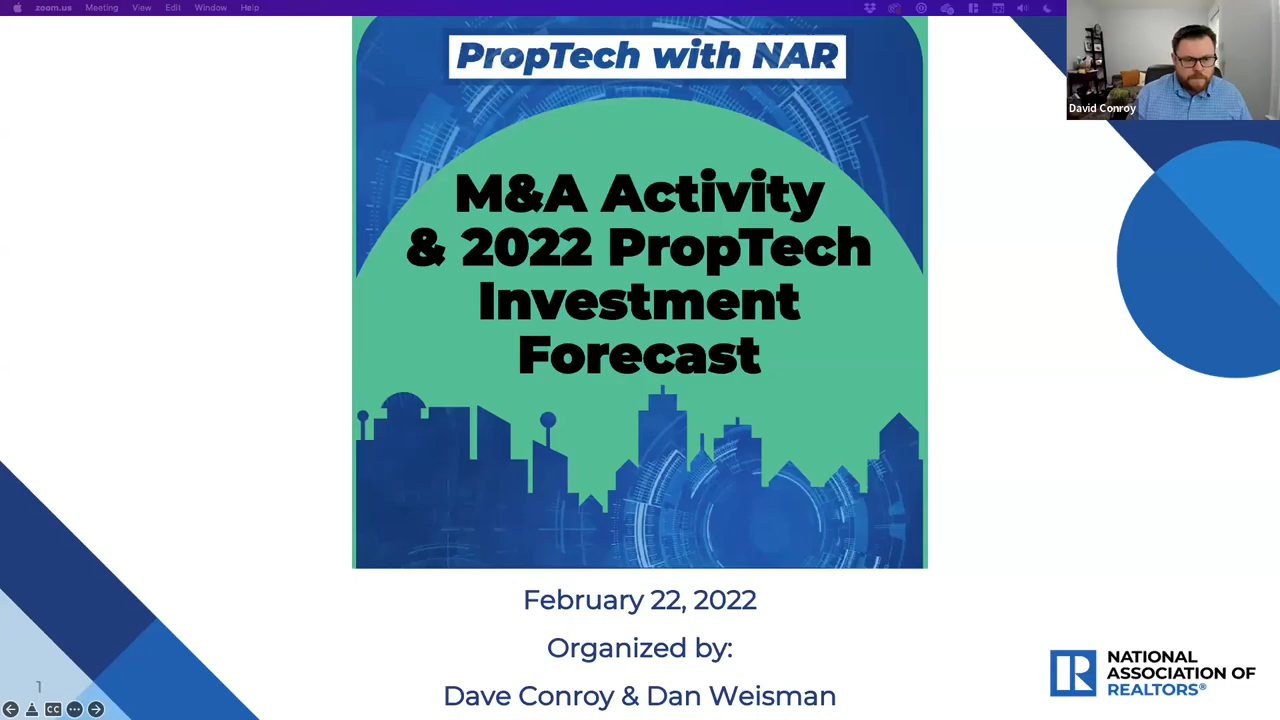 zoom.us Meeting View Edit Window Help
PropTech with NAR
David Conroy
M&A Activity
& 2022 PropTech
Investment
Forecast
February 22, 2022
Organized by:
Dave Conroy & Dan Weisman
NATIONAL
ASSOCIATION OF
REALTORS®
1
CC